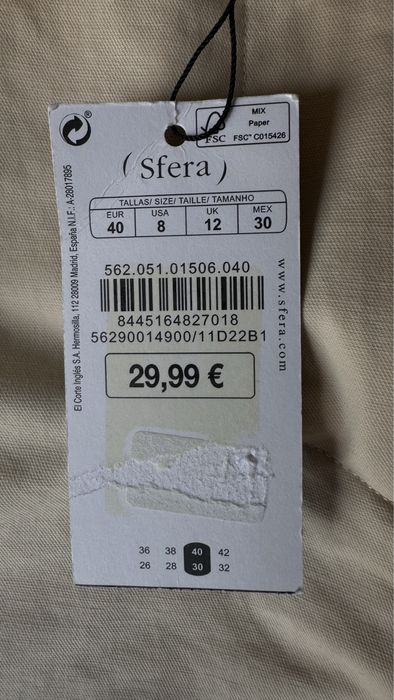 MIX
Paper
FSC FSC® C015426
( Sfera )
TALLAS/ SIZE/ TAILLE/ TAMANHO
EUR USA UK MEX
40 8 12 30
562.051.01506.040
8445164827018
56290014900/11D22B1
29,99 €
36 38 40 42
26 28 30 32
www.sfera.com
El Corte Inglés S.A. Hermosilla, 112 28009 Madrid, España N.I.F.: A-28017895